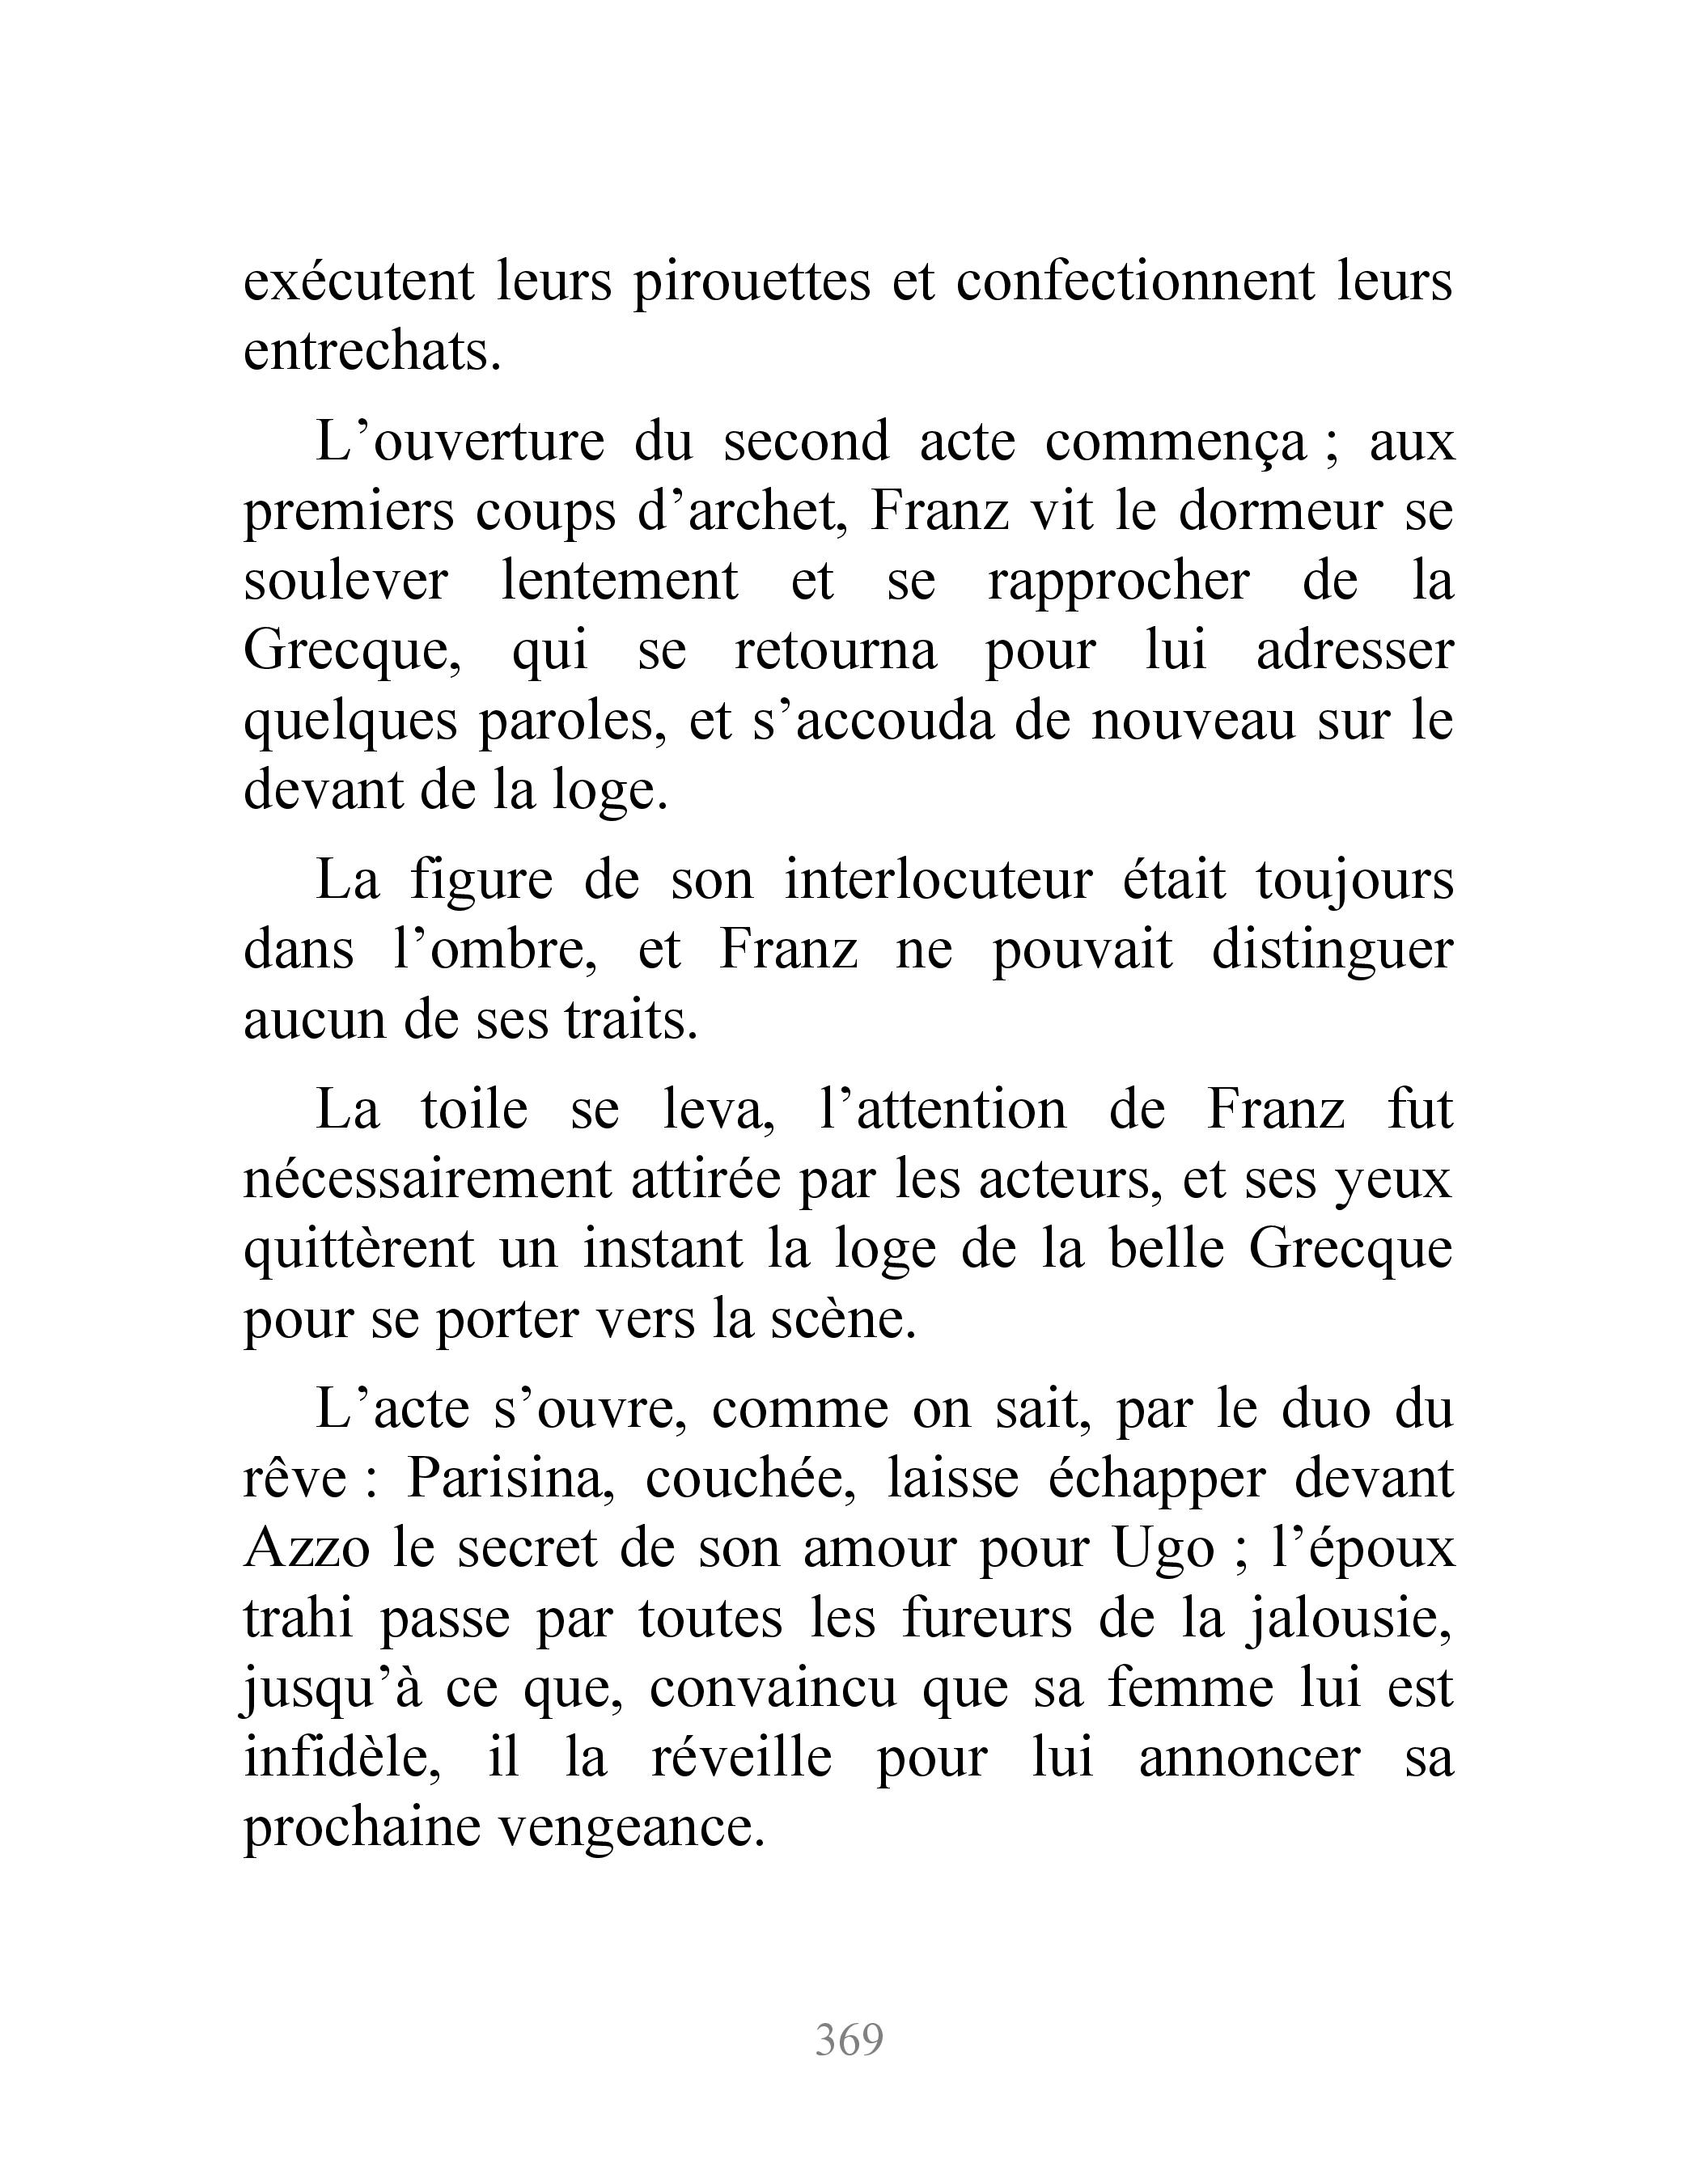 exécutent leurs pirouettes et confectionnent leurs
entrechats.
L’ouverture du second acte commença ; aux
premiers coups d’archet, Franz vit le dormeur se
soulever lentement et se rapprocher de la
Grecque, qui se retourna pour lui adresser
quelques paroles, et s’accouda de nouveau sur le
devant de la loge.
La figure de son interlocuteur était toujours
dans l’ombre, et Franz ne pouvait distinguer
aucun de ses traits.
La toile se leva, l’attention de Franz fut
nécessairement attirée par les acteurs, et ses yeux
quittèrent un instant la loge de la belle Grecque
pour se porter vers la scène.
L’acte s’ouvre, comme on sait, par le duo du
rêve : Parisina, couchée, laisse échapper devant
Azzo le secret de son amour pour Ugo ; l’époux
trahi passe par toutes les fureurs de la jalousie,
jusqu’à ce que, convaincu que sa femme lui est
infidèle, il la réveille pour lui annoncer sa
prochaine vengeance.
369